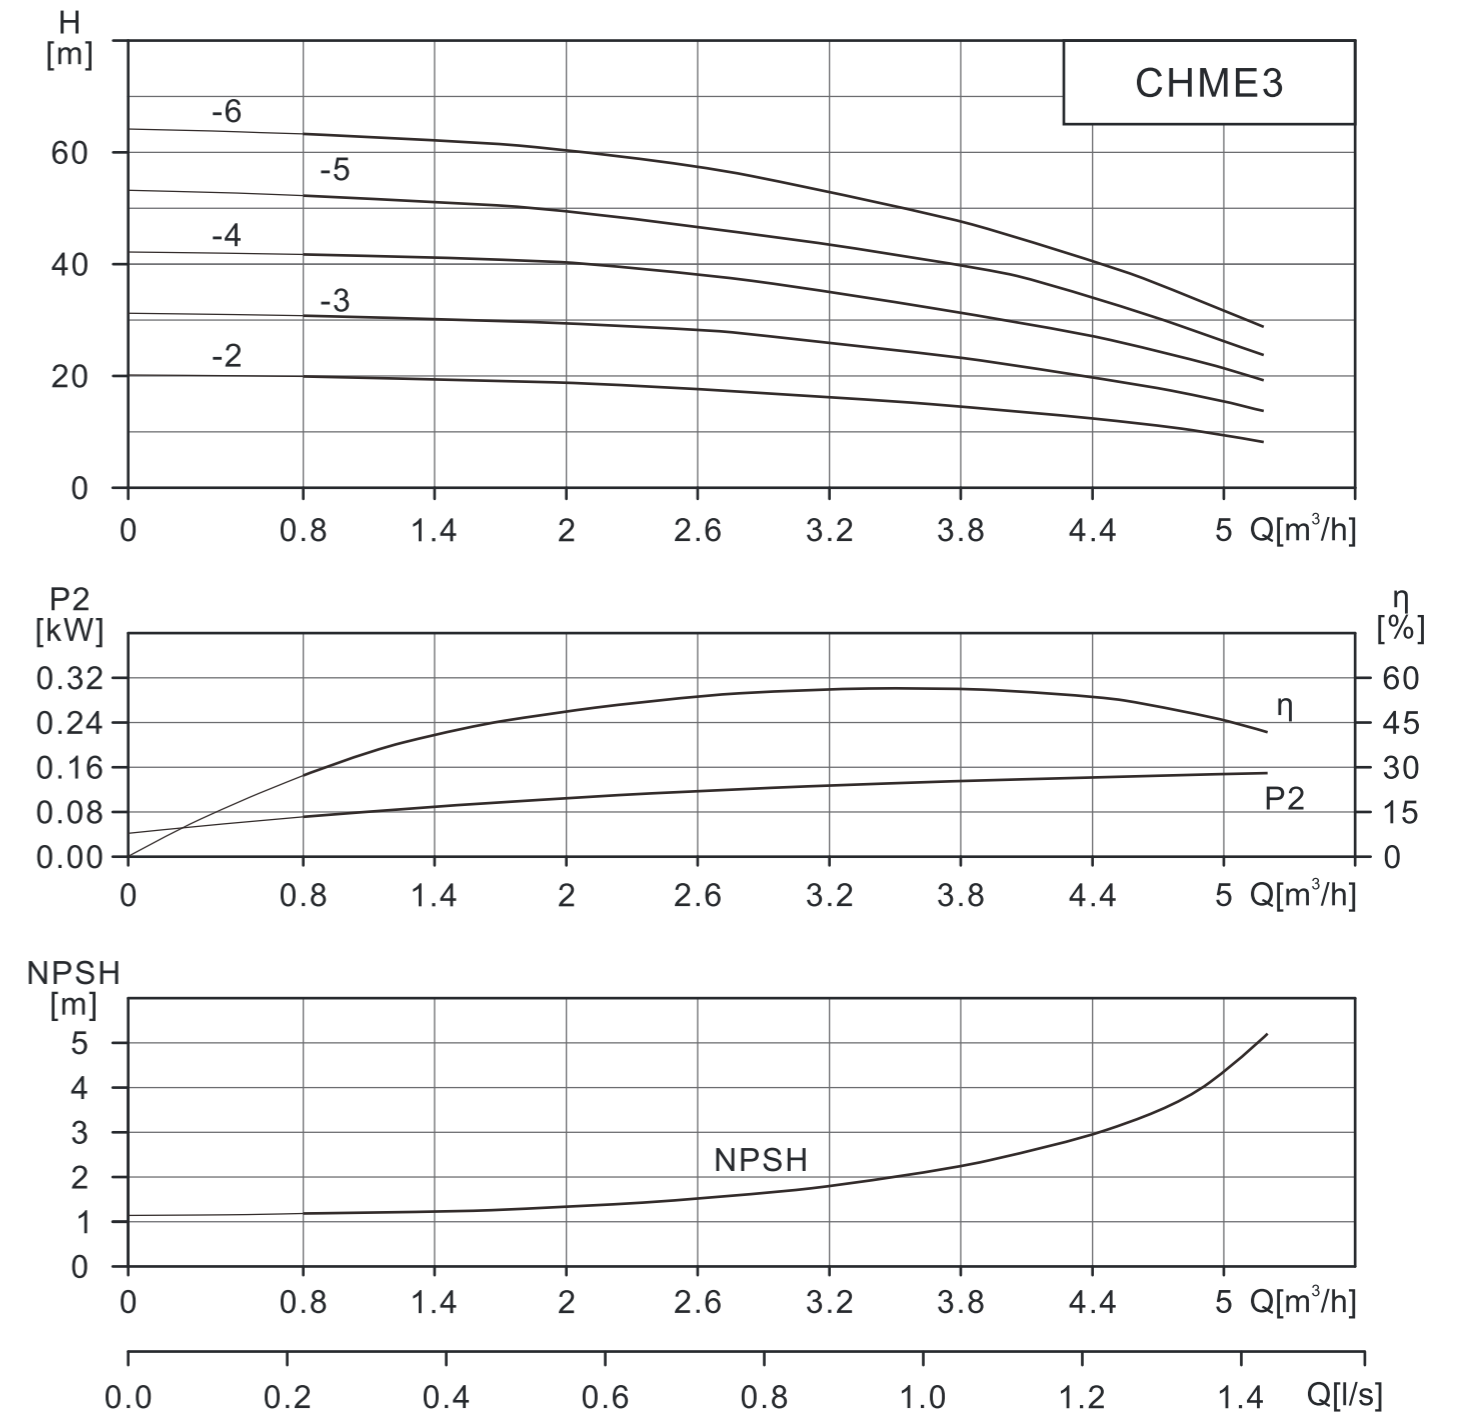 H
[m]
CHME3
-6
60
-5
-4
40
-3
-2
20
0
0 0.8 1.4 2 2.6 3.2 3.8 4.4 5 Q[m³/h]
P2
[kW]
η
[%]
0.32 60
η
0.24 45
0.16 30
P2
0.08 15
0.00 0
0 0.8 1.4 2 2.6 3.2 3.8 4.4 5 Q[m³/h]
NPSH
[m]
5
4
3
NPSH
2
1
0
0 0.8 1.4 2 2.6 3.2 3.8 4.4 5 Q[m³/h]
0.0 0.2 0.4 0.6 0.8 1.0 1.2 1.4 Q[l/s]